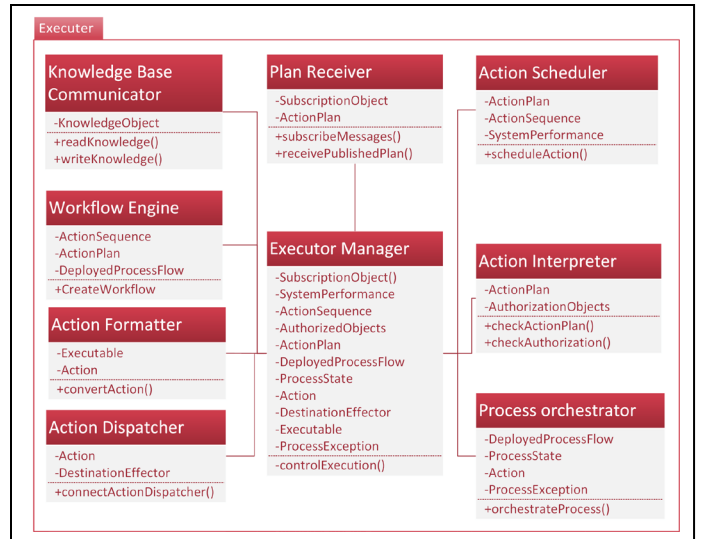 Executer
Knowledge Base
Communicator
-KnowledgeObject
+readKnowledge()
+writeKnowledge()
Plan Receiver
-SubscriptionObject
-ActionPlan
+subscribeMessages()
+receivePublishedPlan()
Action Scheduler
-ActionPlan
-ActionSequence
-SystemPerformance
+scheduleAction()
Workflow Engine
-ActionSequence
-ActionPlan
-DeployedProcessFlow
+CreateWorkflow
Executor Manager
-SubscriptionObject()
-SystemPerformance
-ActionSequence
-AuthorizedObjects
-ActionPlan
-DeployedProcessFlow
-ProcessState
-Action
-DestinationEffector
-Executable
-ProcessException
-controlExecution()
Action Interpreter
-ActionPlan
-AuthorizationObjects
+checkActionPlan()
+checkAuthorization()
Action Formatter
-Executable
-Action
+convertAction()
Action Dispatcher
-Action
-DestinationEffector
+connectActionDispatcher()
Process orchestrator
-DeployedProcessFlow
-ProcessState
-Action
-ProcessException
+orchestrateProcess()